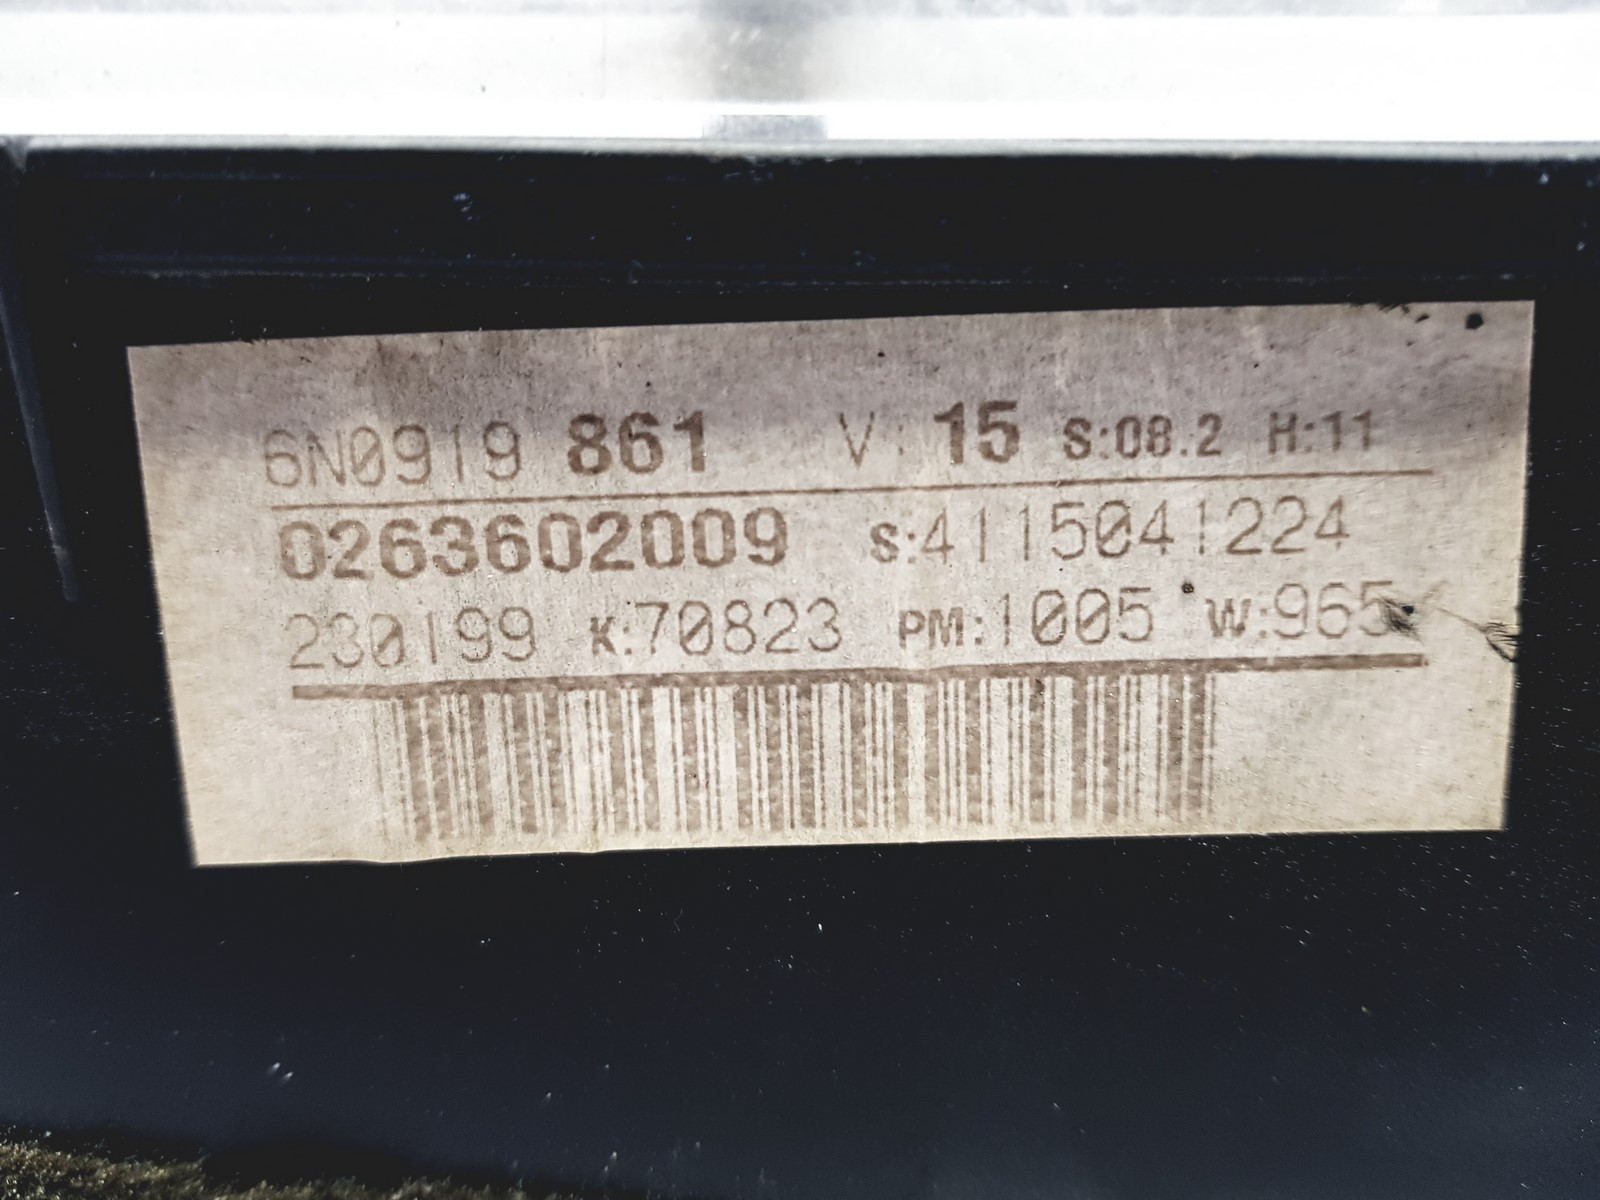 6N0919 861 V: 15 S:08.2 H:11
0263602009 S:4115041224
230199 K:70823 PM:1005 W:965